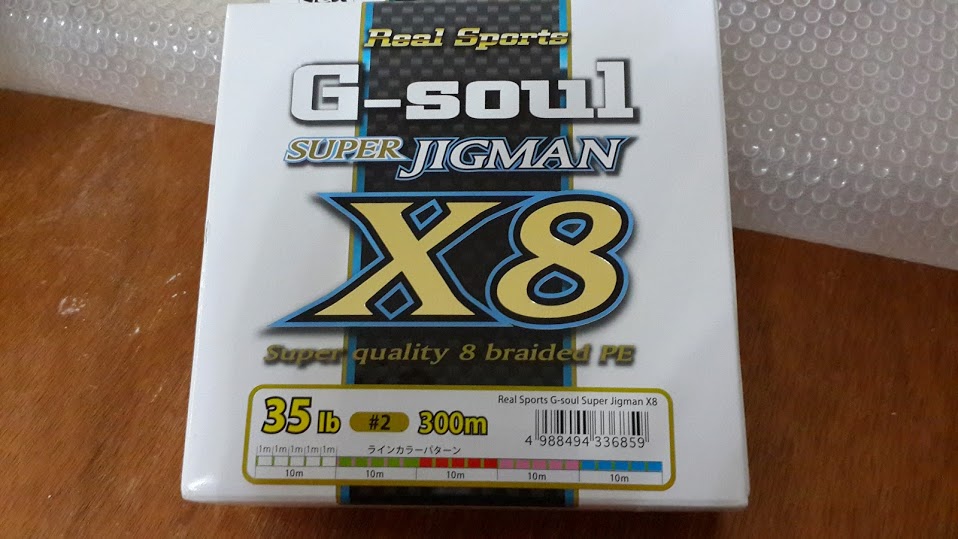 Real Sports
G-soul
SUPER JIGMAN
X8
Super quality 8 braided PE
35 lb #2 300m
Real Sports G-soul Super Jigman X8
4 988494 336859
ラインカラーパターン
1m 1m 1m 1m 1m
10m 10m 10m 10m 10m